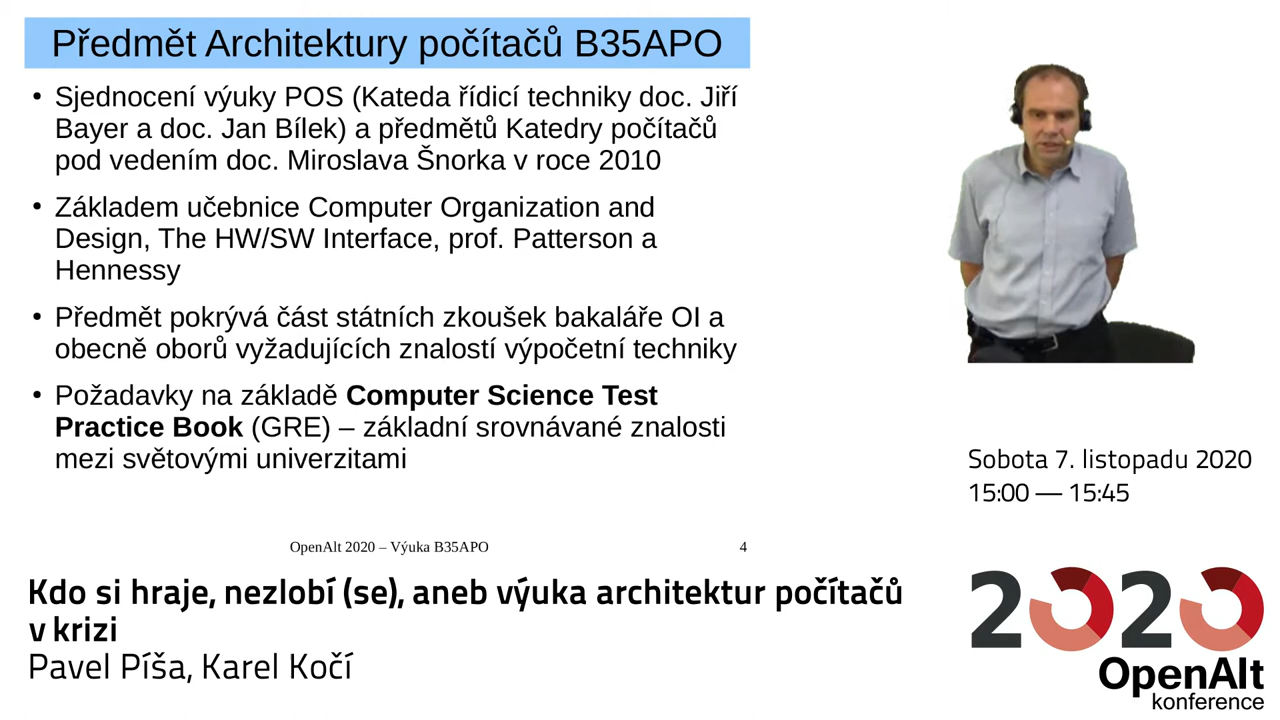 Předmět Architektury počítačů B35APO
• Sjednocení výuky POS (Kateda řídicí techniky doc. Jiří
Bayer a doc. Jan Bílek) a předmětů Katedry počítačů
pod vedením doc. Miroslava Šnorka v roce 2010
• Základem učebnice Computer Organization and
Design, The HW/SW Interface, prof. Patterson a
Hennessy
• Předmět pokrývá část státních zkoušek bakaláře OI a
obecně oborů vyžadujících znalostí výpočetní techniky
• Požadavky na základě Computer Science Test
Practice Book (GRE) – základní srovnávané znalosti
mezi světovými univerzitami
OpenAlt 2020 – Výuka B35APO 4
Sobota 7. listopadu 2020
15:00 — 15:45
Kdo si hraje, nezlobí (se), aneb výuka architektur počítačů
v krizi
Pavel Píša, Karel Kočí
2020
OpenAlt
konference